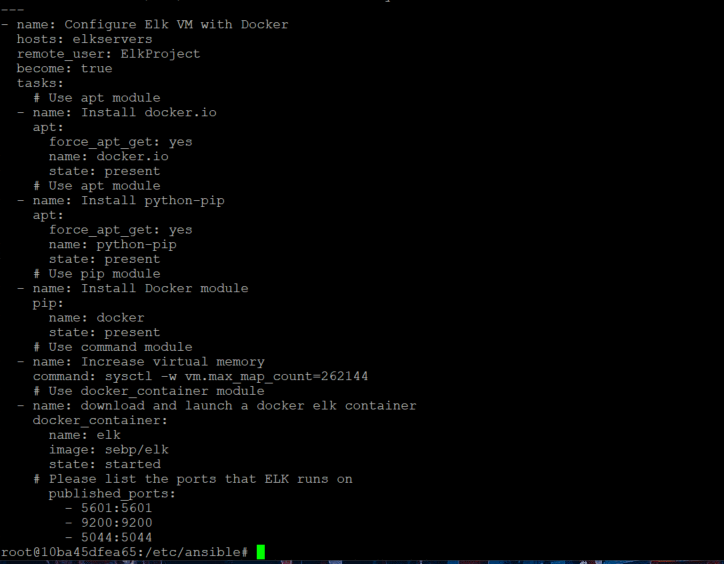 ---
- name: Configure Elk VM with Docker
  hosts: elkservers
  remote_user: ElkProject
  become: true
  tasks:
    # Use apt module
  - name: Install docker.io
    apt:
      force_apt_get: yes
      name: docker.io
      state: present
    # Use apt module
  - name: Install python-pip
    apt:
      force_apt_get: yes
      name: python-pip
      state: present
    # Use pip module
  - name: Install Docker module
    pip:
      name: docker
      state: present
    # Use command module
  - name: Increase virtual memory
    command: sysctl -w vm.max_map_count=262144
    # Use docker_container module
  - name: download and launch a docker elk container
    docker_container:
      name: elk
      image: sebp/elk
      state: started
    # Please list the ports that ELK runs on
      published_ports:
        - 5601:5601
        - 9200:9200
        - 5044:5044
root@10ba45dfea65:/etc/ansible#